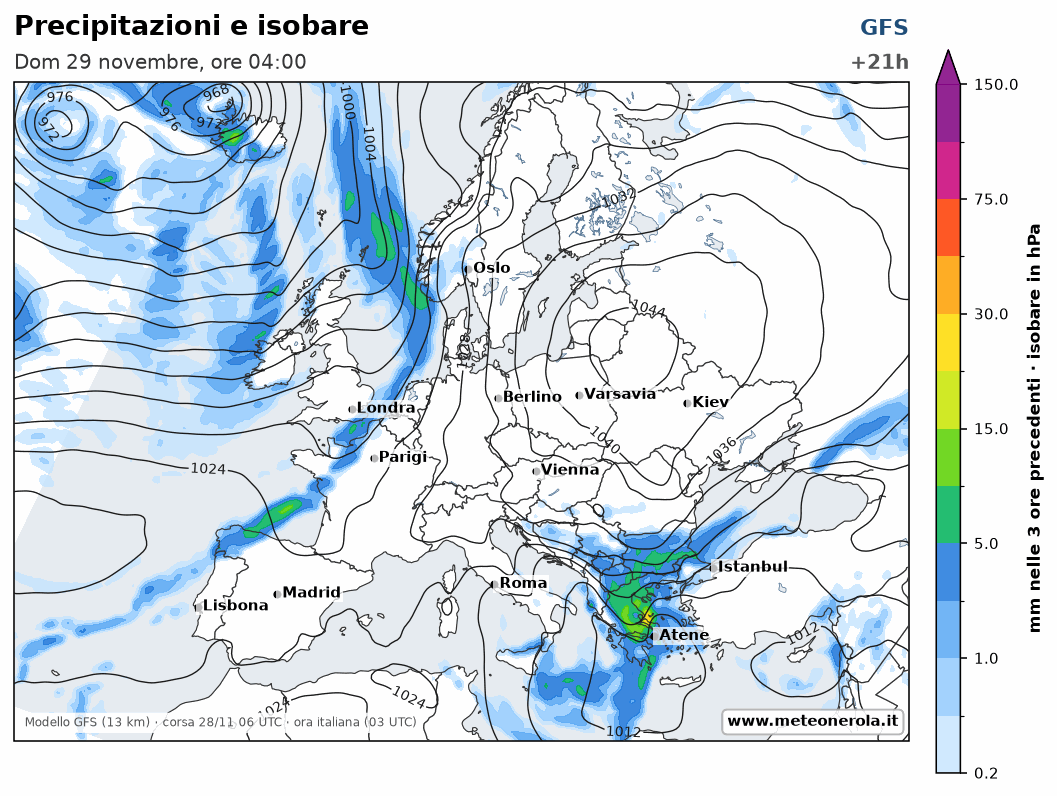 Precipitazioni e isobare
GFS
Dom 29 novembre, ore 04:00
+21h
976
968
976
972
972
1000
1004
1032
Oslo
1044
1028
Berlino
Varsavia
Kiev
Londra
1040
1036
Parigi
Vienna
1024
Istanbul
Roma
Madrid
Lisbona
Atene
1012
1024
1024
1012
Modello GFS (13 km) · corsa 28/11 06 UTC · ora italiana (03 UTC)
www.meteonerola.it
150.0
75.0
30.0
15.0
5.0
1.0
0.2
mm nelle 3 ore precedenti · isobare in hPa